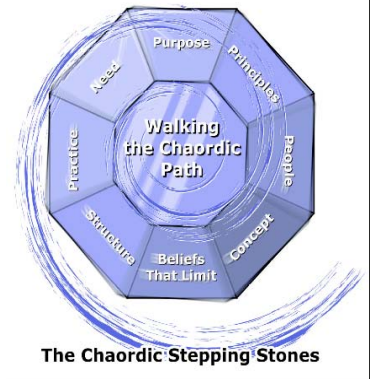 Purpose
Principles
People
Concept
Beliefs
That Limit
Structure
Practice
Need
Walking
the Chaordic
Path
The Chaordic Stepping Stones